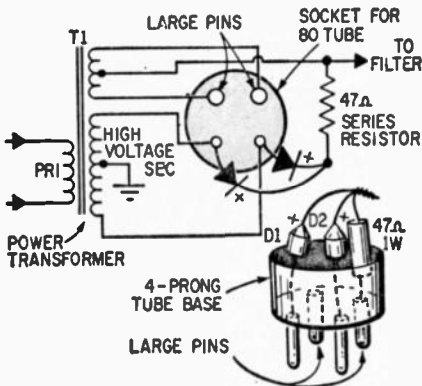 LARGE PINS
SOCKET FOR
80 TUBE
T1
TO
FILTER
47Ω
SERIES
RESISTOR
HIGH
VOLTAGE
SEC
PRI
+
x
POWER
TRANSFORMER
+
D1
D2
+
47Ω
1W
4-PRONG
TUBE BASE
LARGE PINS